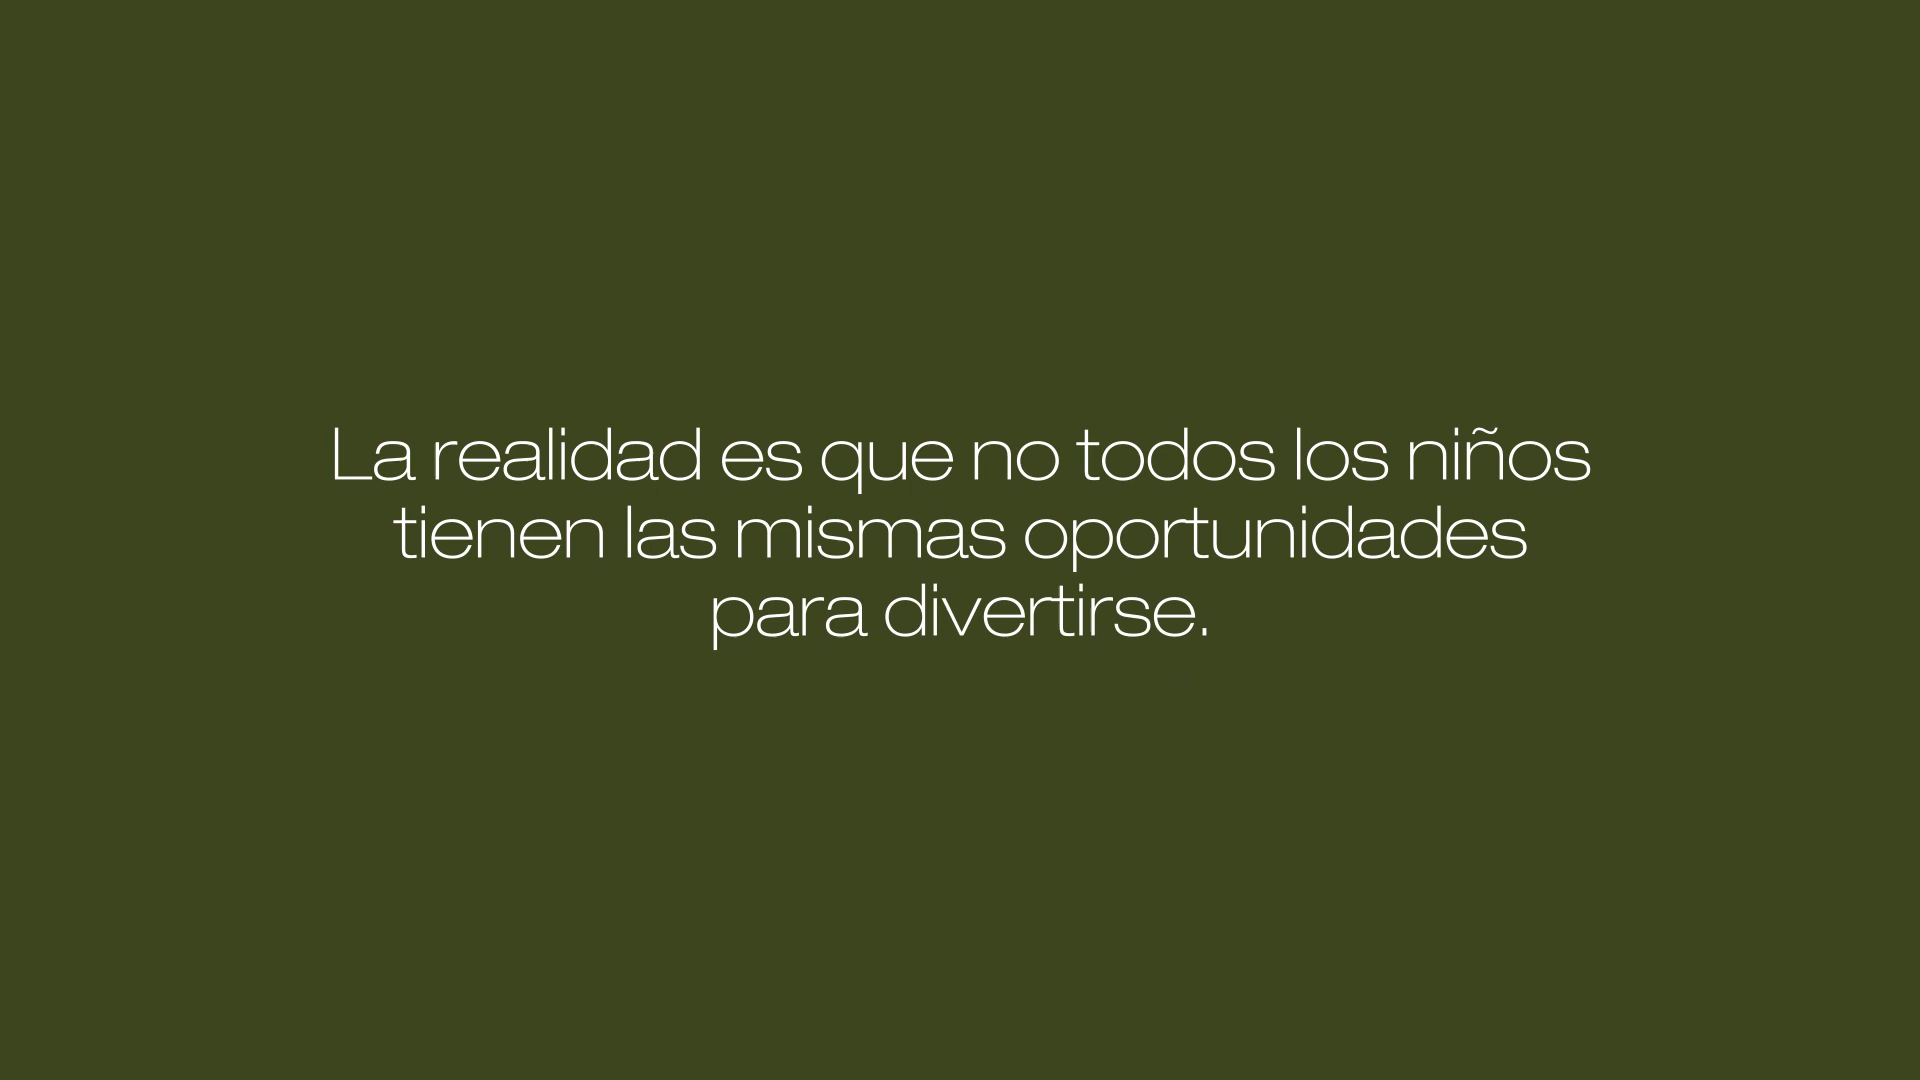 La realidad es que no todos los niños
tienen las mismas oportunidades
para divertirse.